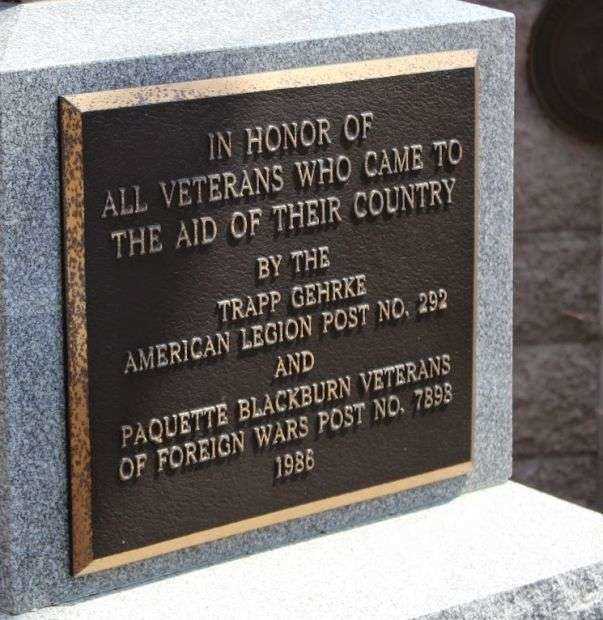 IN HONOR OF
ALL VETERANS WHO CAME TO
THE AID OF THEIR COUNTRY
BY THE
TRAPP GEHRKE
AMERICAN LEGION POST NO. 292
AND
PAQUETTE BLACKBURN VETERANS
OF FOREIGN WARS POST NO. 7898
1988